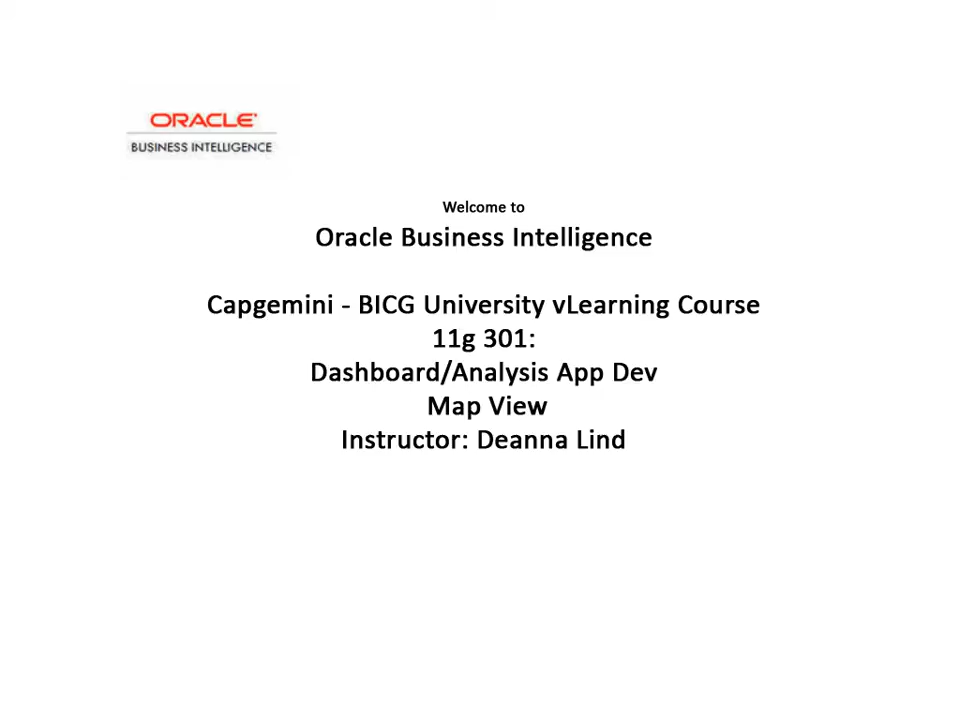 ORACLE
BUSINESS INTELLIGENCE
Welcome to
Oracle Business Intelligence
Capgemini - BICG University vLearning Course
11g 301:
Dashboard/Analysis App Dev
Map View
Instructor: Deanna Lind